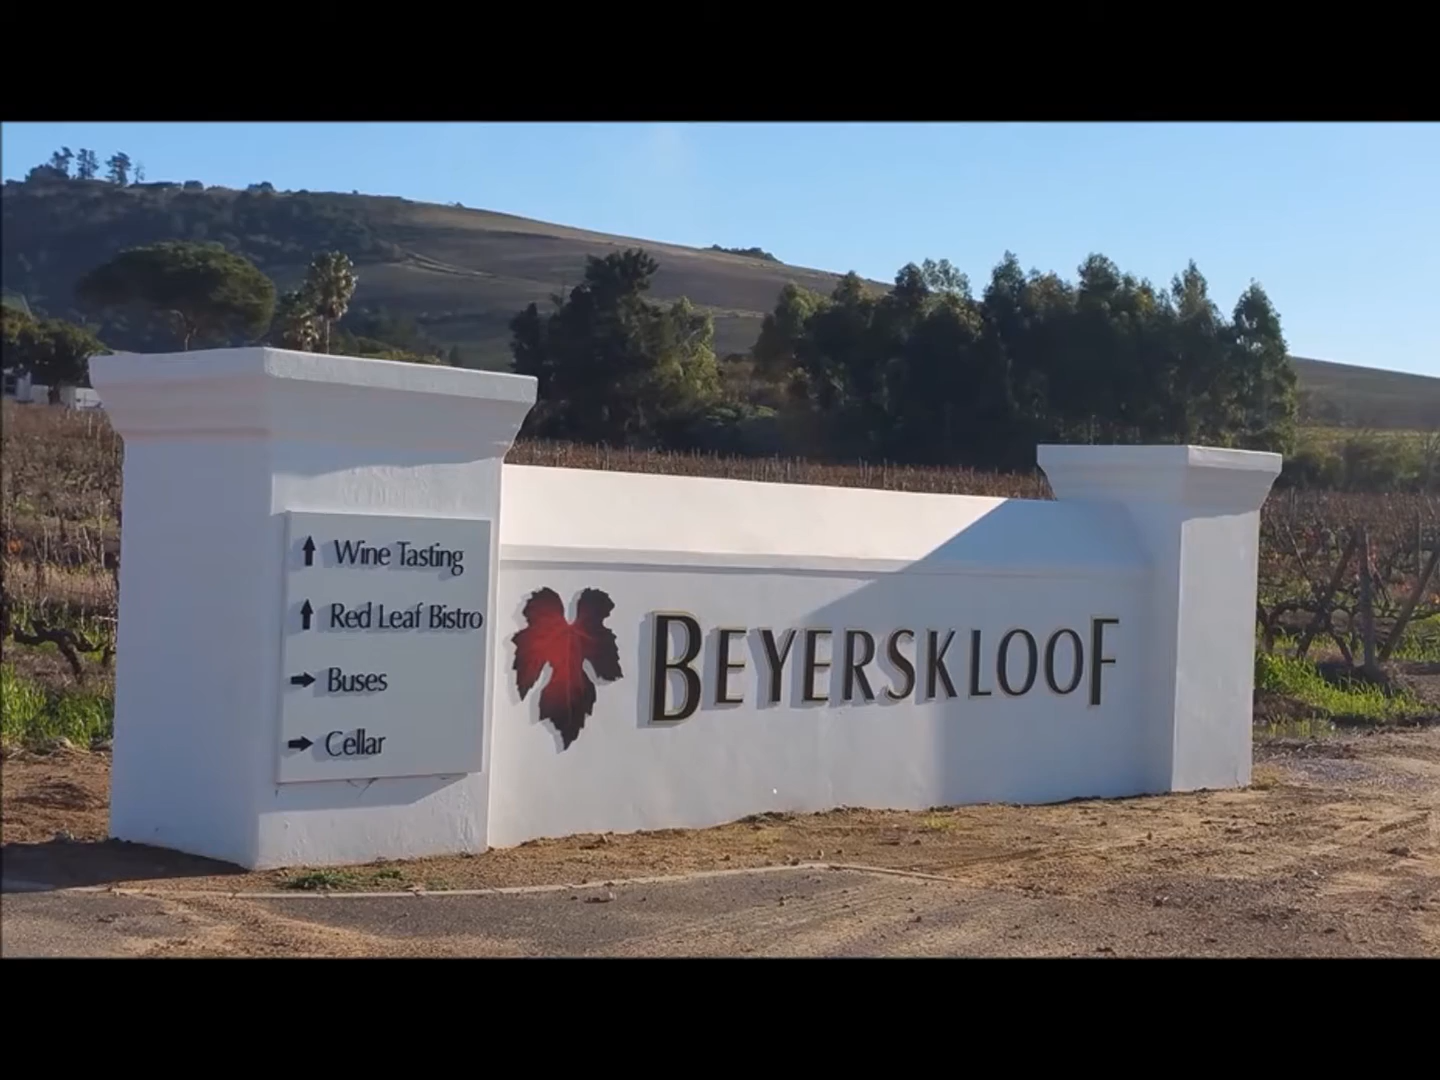 Wine Tasting
Red Leaf Bistro
Buses
Cellar
BEYERSKLOOF